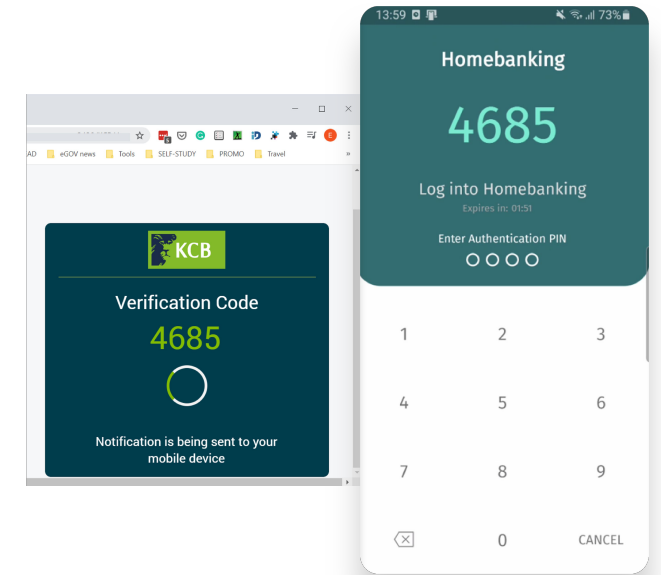 AD eGOV news Tools SELF-STUDY PROMO Travel »
KCB
Verification Code
4685
Notification is being sent to your
mobile device
13:59 73%
Homebanking
4685
Log into Homebanking
Expires in: 01:51
Enter Authentication PIN
1 2 3
4 5 6
7 8 9
0 CANCEL